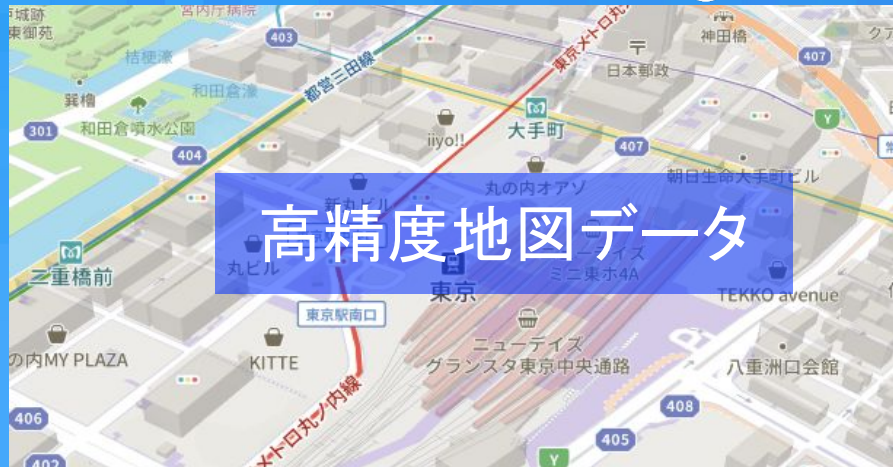 宮内庁病院
東御苑
403
桔梗濠
都営三田線
東京メトロ丸
神田橋
日本郵政
407
巽櫓
和田倉濠
和田倉噴水公園
301
404
iiyo!!
大手町
407
Y
丸の内オアゾ
朝日生命大手町ビル
新丸ビル
高精度地図データ
二重橋前
丸ビル
ミニ東京4A
東京
TEKKO avenue
東京駅南口
の内MY PLAZA
KITTE
ニューデイズ
グランスタ東京中央通路
八重洲口会館
メトロ丸ノ内線
406
408
405
402
Y